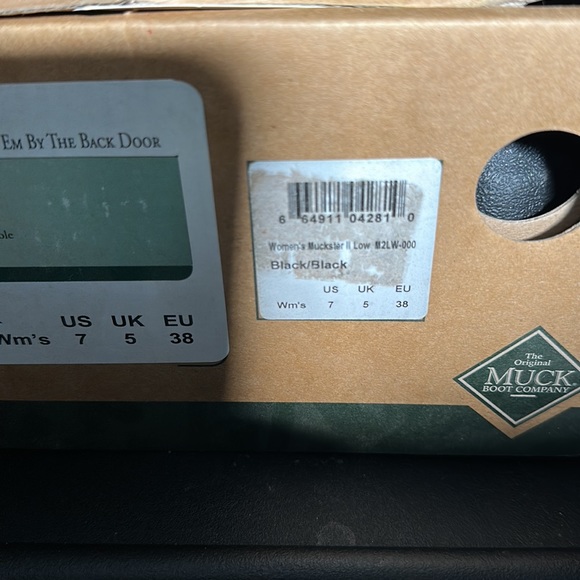 Em By The Back Door
ble
US UK EU
Wm's 7 5 38
6 64911 04281 0
Women's Muckster II Low M2LW-000
Black/Black
US UK EU
Wm's 7 5 38
The
Original
MUCK
BOOT COMPANY